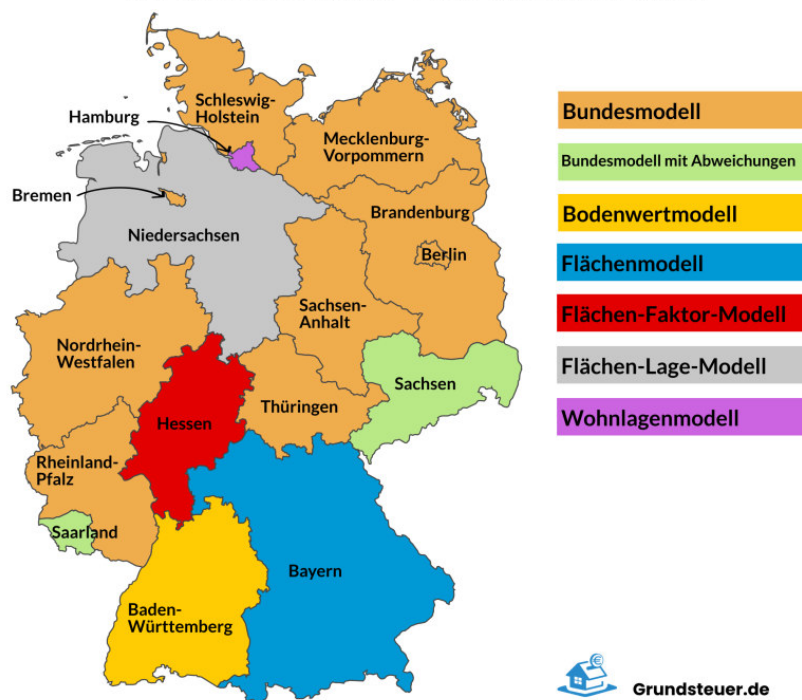 Schleswig-
Holstein
Hamburg
Mecklenburg-
Vorpommern
Bremen
Brandenburg
Niedersachsen
Berlin
Sachsen-
Anhalt
Nordrhein-
Westfalen
Sachsen
Thüringen
Hessen
Rheinland-
Pfalz
Saarland
Bayern
Baden-
Württemberg
Bundesmodell
Bundesmodell mit Abweichungen
Bodenwertmodell
Flächenmodell
Flächen-Faktor-Modell
Flächen-Lage-Modell
Wohnlagenmodell
€
Grundsteuer.de